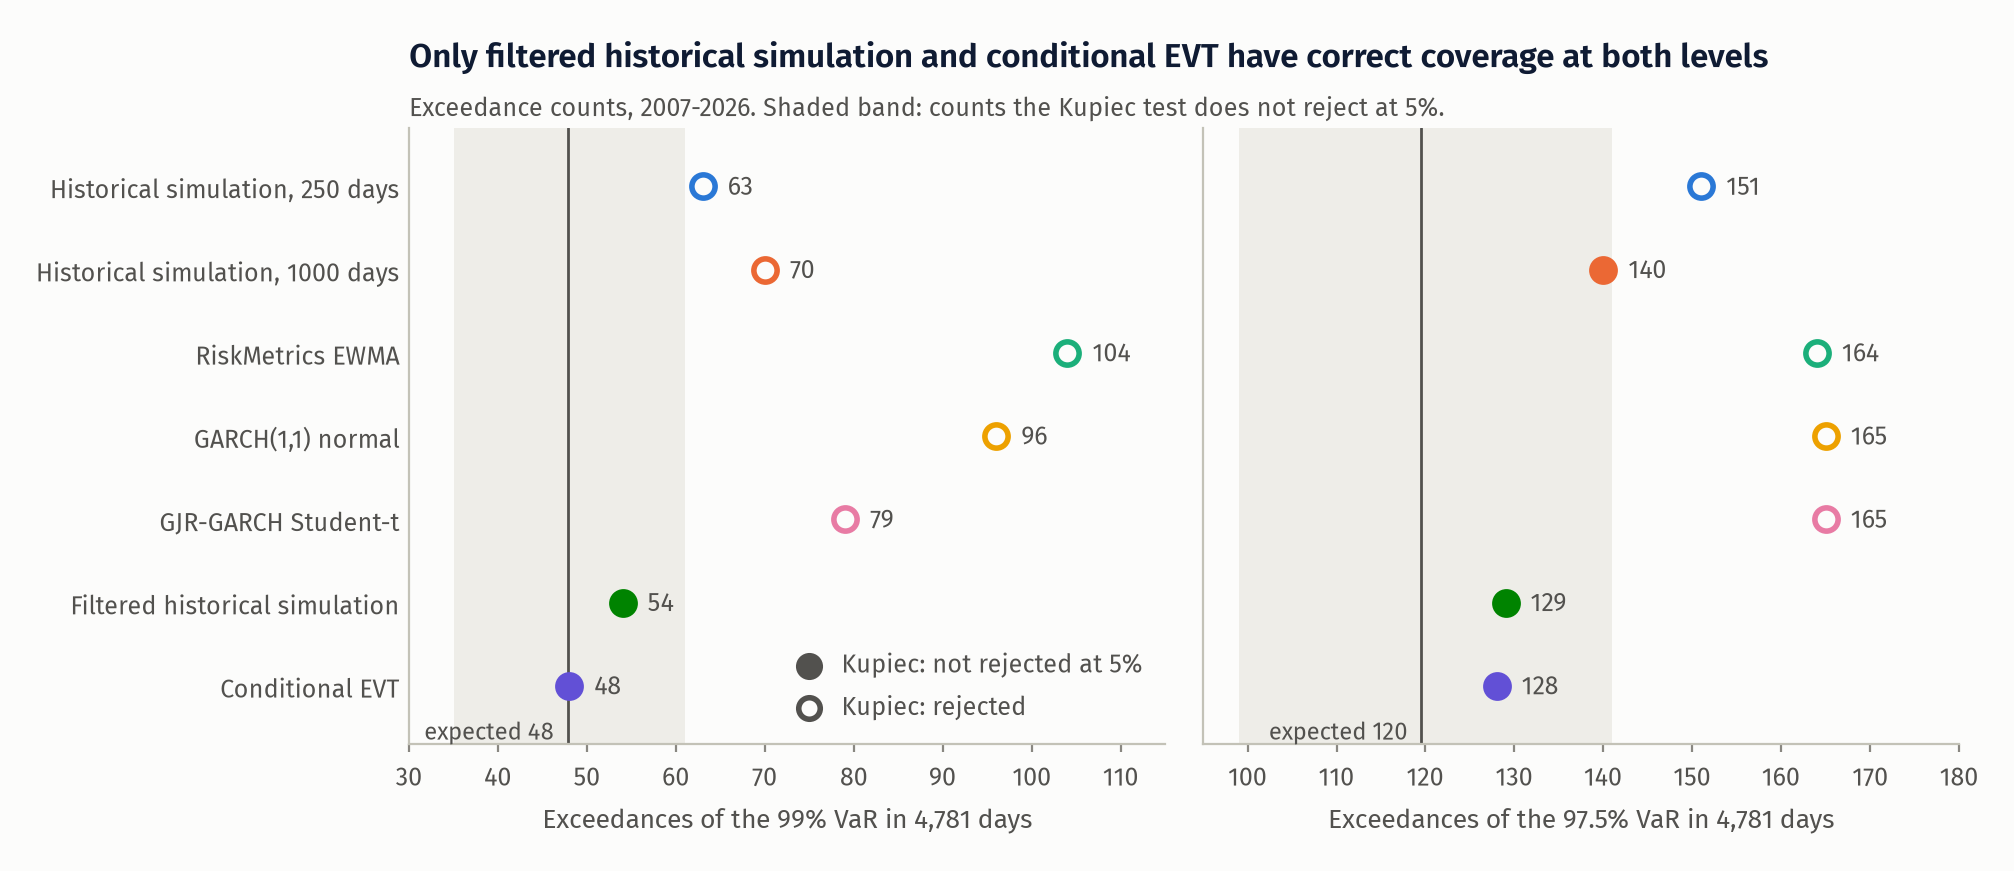 Only filtered historical simulation and conditional EVT have correct coverage at both levels
Exceedance counts, 2007-2026. Shaded band: counts the Kupiec test does not reject at 5%.
Historical simulation, 250 days
63
151
Historical simulation, 1000 days
70
140
RiskMetrics EWMA
104
164
GARCH(1,1) normal
96
165
GJR-GARCH Student-t
79
165
Filtered historical simulation
54
129
Kupiec: not rejected at 5%
Conditional EVT
48
128
Kupiec: rejected
expected 48
expected 120
30 40 50 60 70 80 90 100 110
100 110 120 130 140 150 160 170 180
Exceedances of the 99% VaR in 4,781 days
Exceedances of the 97.5% VaR in 4,781 days